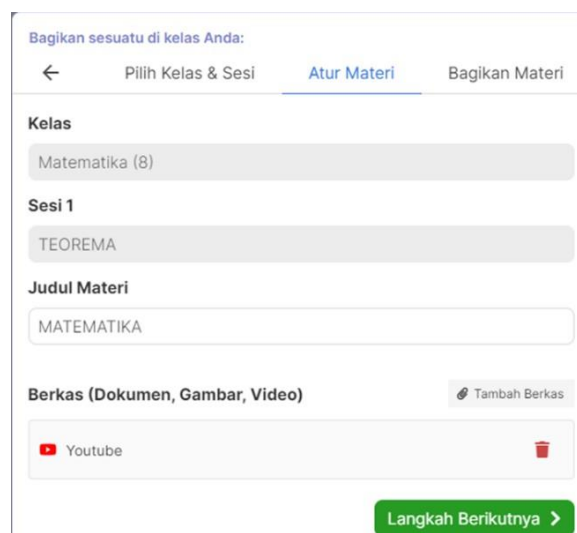 Bagikan sesuatu di kelas Anda:
Pilih Kelas & Sesi Atur Materi Bagikan Materi
Kelas
Matematika (8)
Sesi 1
TEOREMA
Judul Materi
MATEMATIKA
Berkas (Dokumen, Gambar, Video) Tambah Berkas
Youtube
Langkah Berikutnya